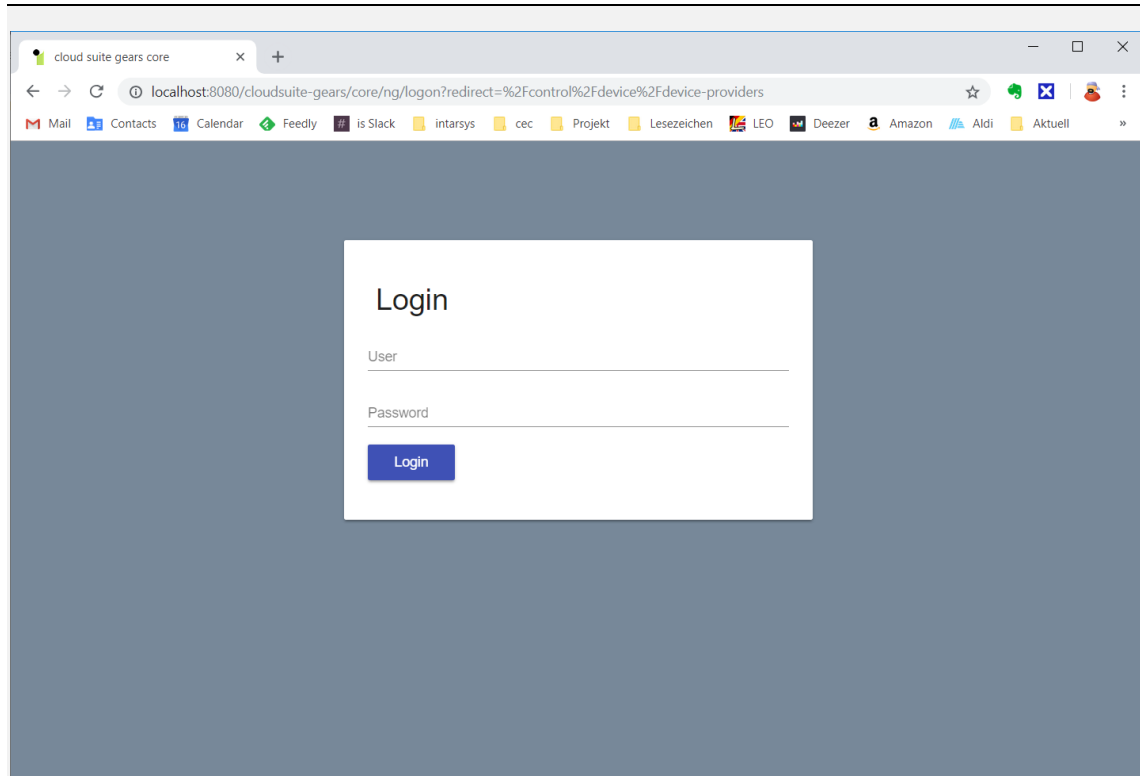 cloud suite gears core
localhost:8080/cloudsuite-gears/core/ng/logon?redirect=%2Fcontrol%2Fdevice%2Fdevice-providers
Mail Contacts 16 Calendar Feedly # is Slack intarsys cec Projekt Lesezeichen LEO Deezer a Amazon Aldi Aktuell »
Login
User
Password
Login